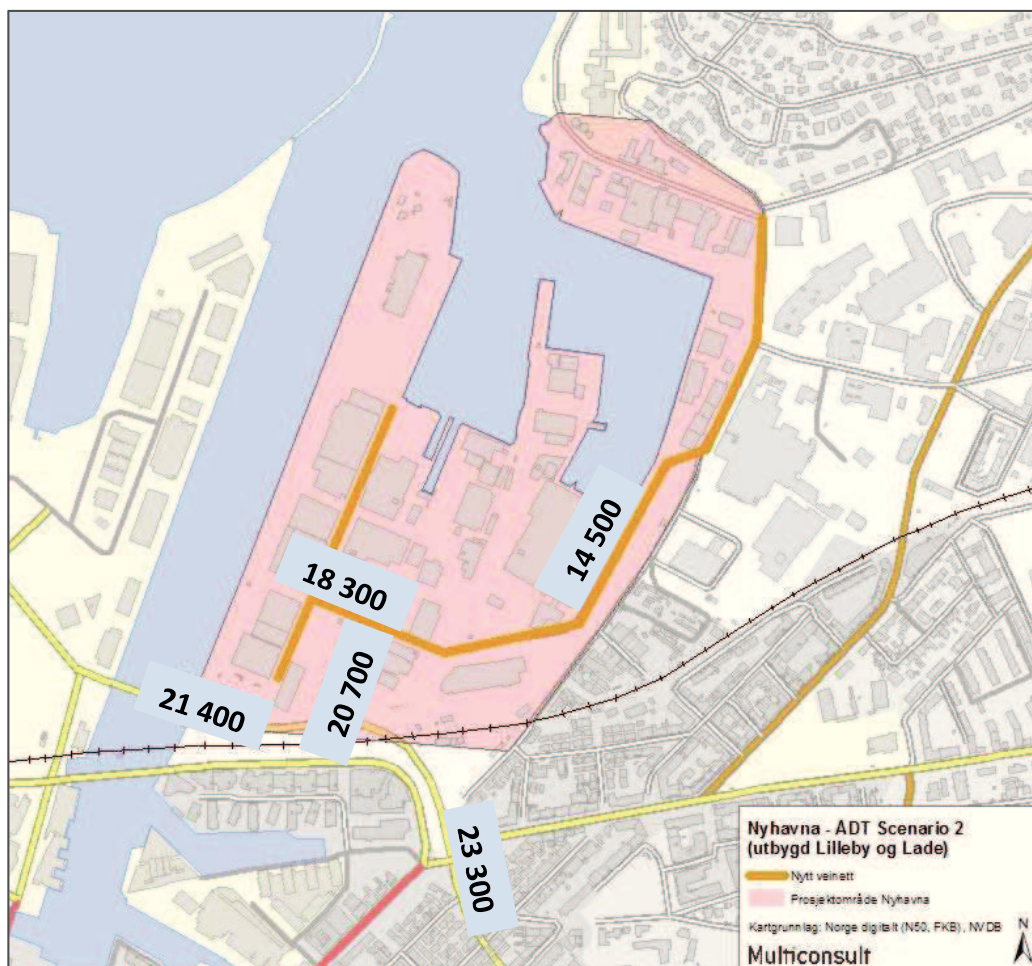 14 500
18 300
20 700
21 400
23 300
Nyhavna - ADT Scenario 2
(utbygd Lilleby og Lade)
Nytt veinett
Prosjektområde Nyhavna
Kartgrunnlag: Norge digitalt (N50, FKB), NVDB
N
Multiconsult